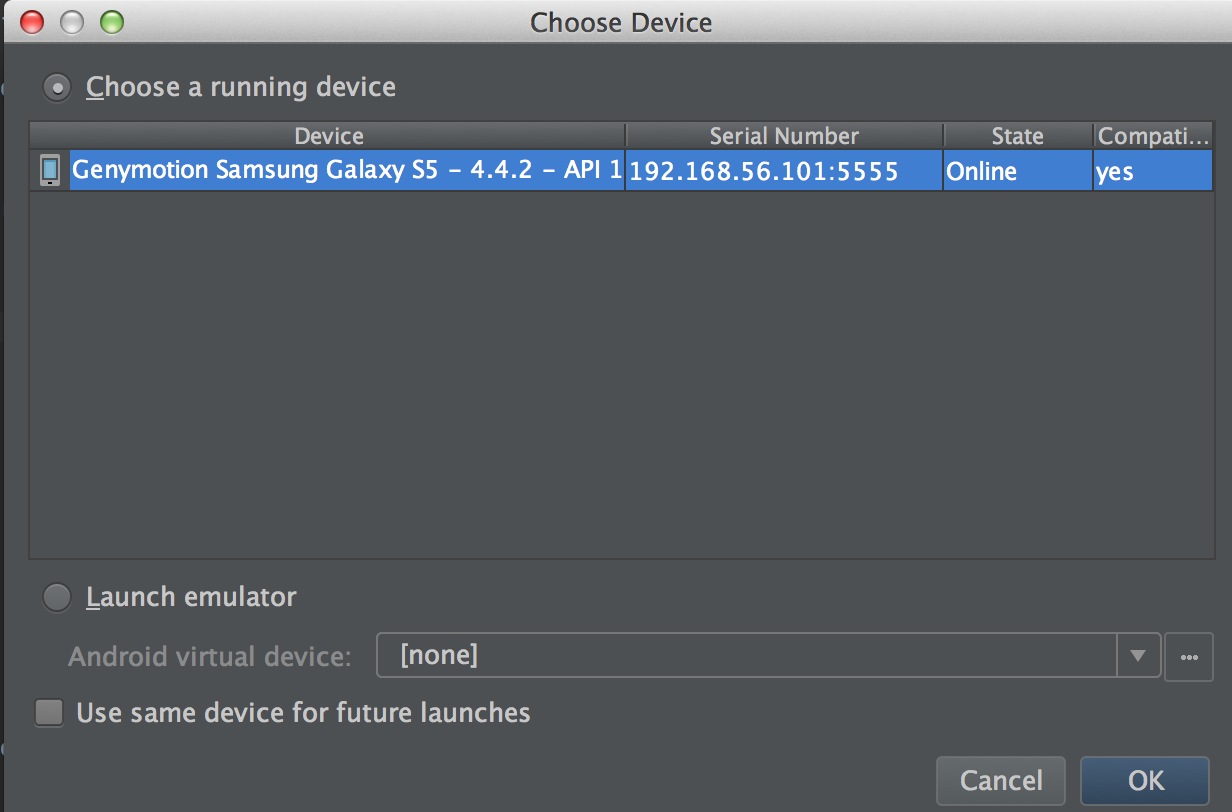 Choose Device
Choose a running device
Device Serial Number State Compati...
Genymotion Samsung Galaxy S5 – 4.4.2 – API 1 192.168.56.101:5555 Online yes
Launch emulator
Android virtual device: [none] ...
Use same device for future launches
Cancel OK